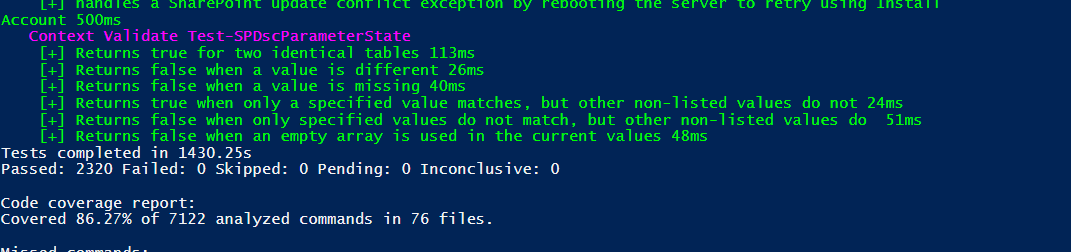 [+] handles a SharePoint update conflict exception by rebooting the server to retry using Install
Account 500ms
Context Validate Test-SPDscParameterState
[+] Returns true for two identical tables 113ms
[+] Returns false when a value is different 26ms
[+] Returns false when a value is missing 40ms
[+] Returns true when only a specified value matches, but other non-listed values do not 24ms
[+] Returns false when only specified values do not match, but other non-listed values do  51ms
[+] Returns false when an empty array is used in the current values 48ms
Tests completed in 1430.25s
Passed: 2320 Failed: 0 Skipped: 0 Pending: 0 Inconclusive: 0
Code coverage report:
Covered 86.27% of 7122 analyzed commands in 76 files.
Missed commands: